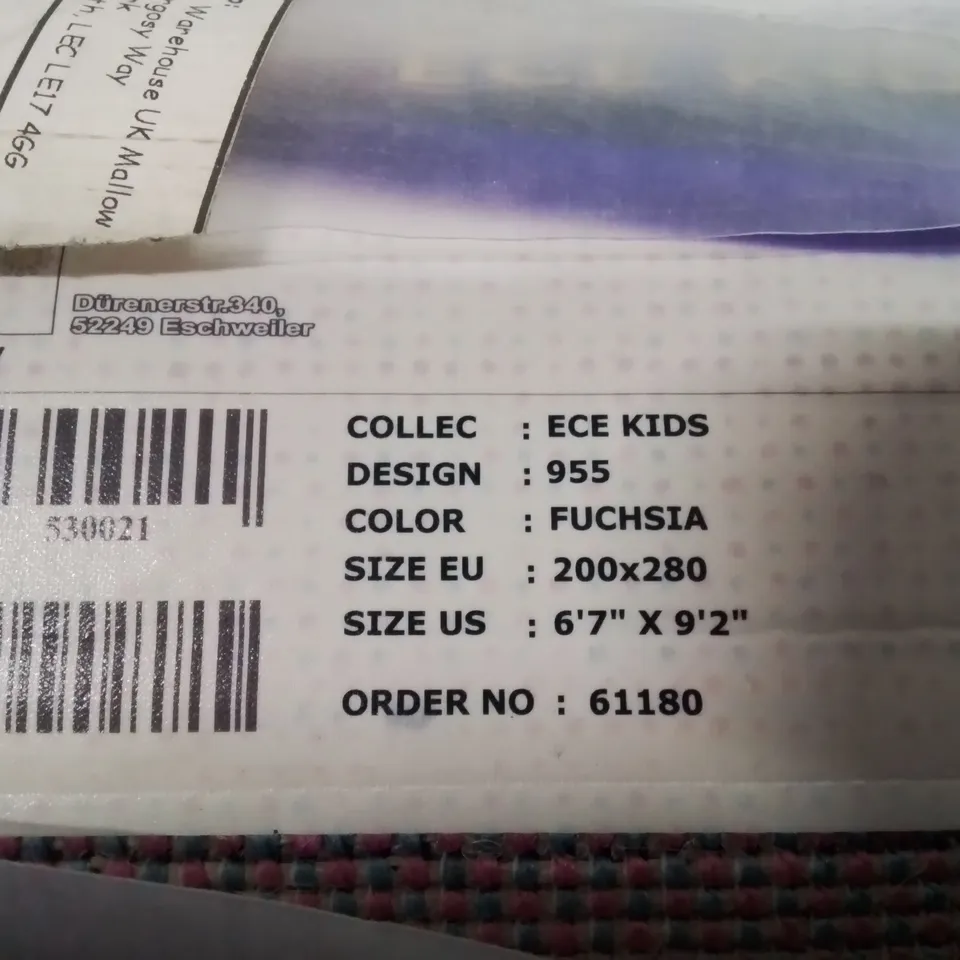 Warehouse UK Mallow
Way
LEC LE17 4GG
Dürenerstr.340,
52249 Eschweiler
530021
COLLEC : ECE KIDS
DESIGN : 955
COLOR : FUCHSIA
SIZE EU : 200x280
SIZE US : 6'7" X 9'2"
ORDER NO : 61180